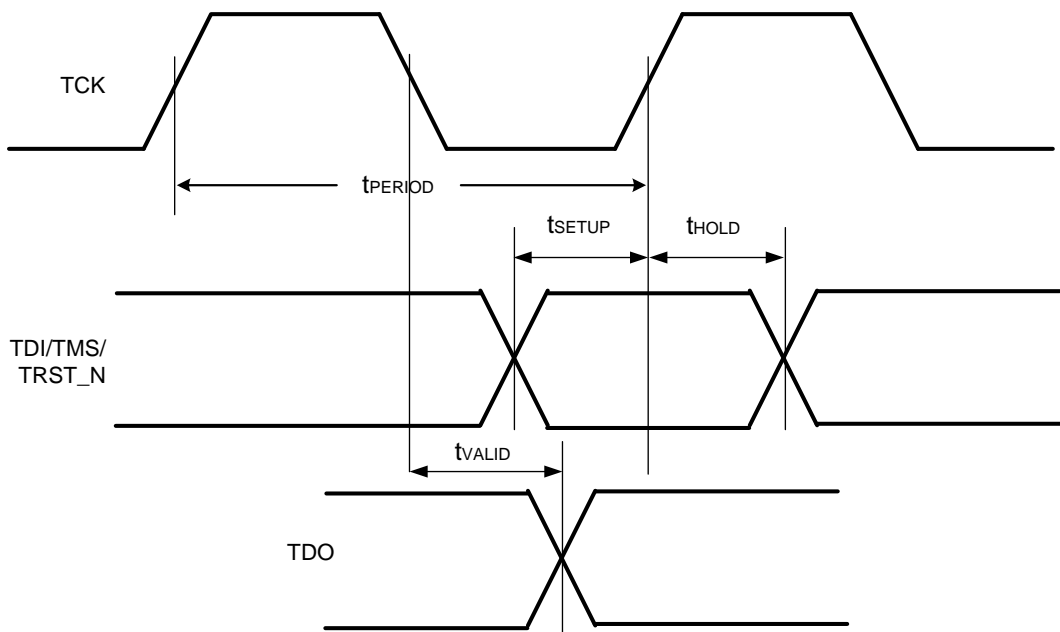 TCK
tPERIOD
tSETUP
tHOLD
TDI/TMS/
TRST_N
tVALID
TDO